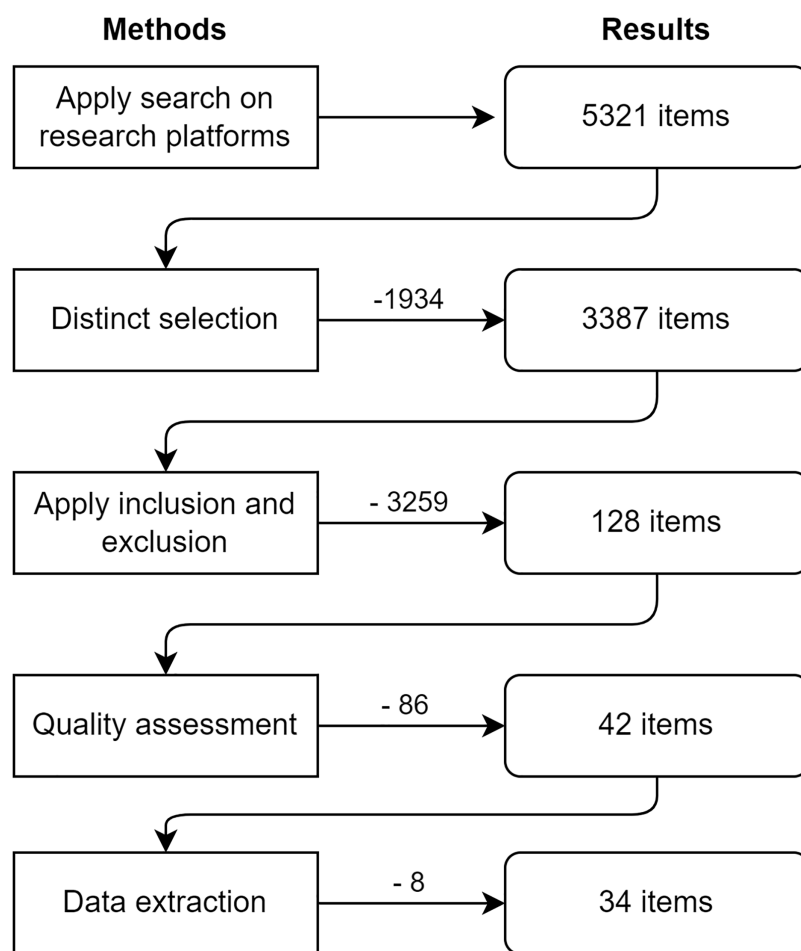 Methods
Results
Apply search on
research platforms
5321 items
Distinct selection
-1934
3387 items
Apply inclusion and
exclusion
- 3259
128 items
Quality assessment
- 86
42 items
Data extraction
- 8
34 items